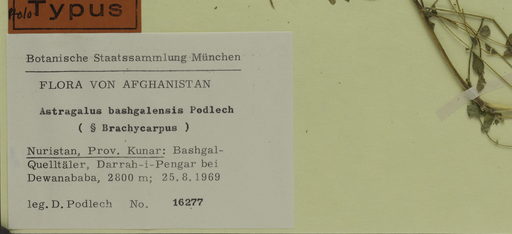 Holo Typus
Botanische Staatssammlung München
FLORA VON AFGHANISTAN
Astragalus bashgalensis Podlech
( § Brachycarpus )
Nuristan, Prov. Kunar: Bashgal-
Quelltäler, Darrah-i-Pengar bei
Dewanababa, 2800 m; 25.8.1969
leg. D. Podlech No. 16277